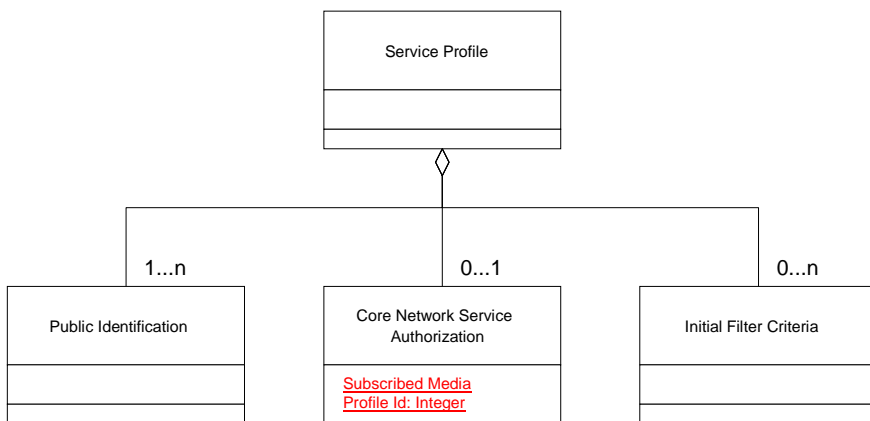 Service Profile
1...n
0...1
0...n
Public Identification
Core Network Service
Authorization
Initial Filter Criteria
Subscribed Media
Profile Id: Integer